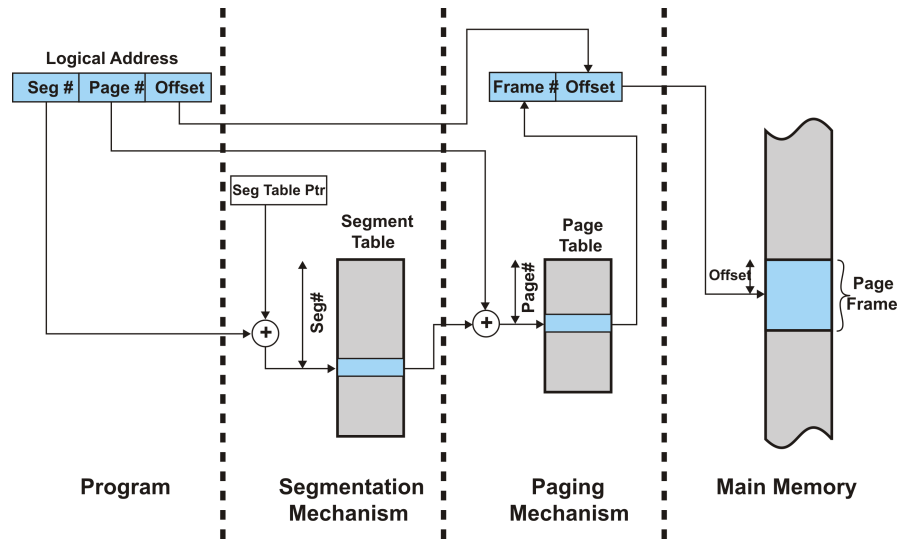 Logical Address
Seg # Page # Offset
Frame # Offset
Seg Table Ptr
Segment
Table
Page
Table
Seg#
Page#
Offset
Page
Frame
+
+
Program
Segmentation
Mechanism
Paging
Mechanism
Main Memory